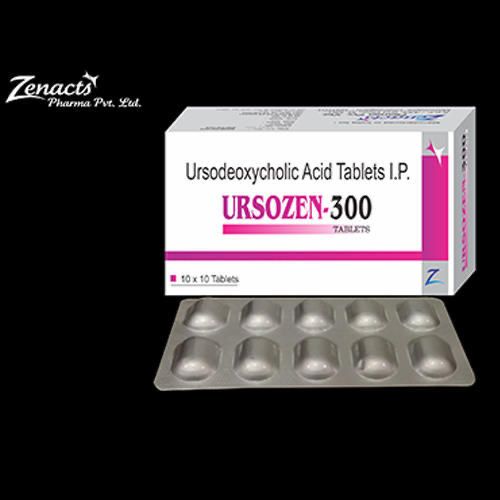 Zenacts
Pharma Pvt. Ltd.
Ursodeoxycholic Acid Tablets I.P.
URSOZEN-300
TABLETS
10 x 10 Tablets
Z